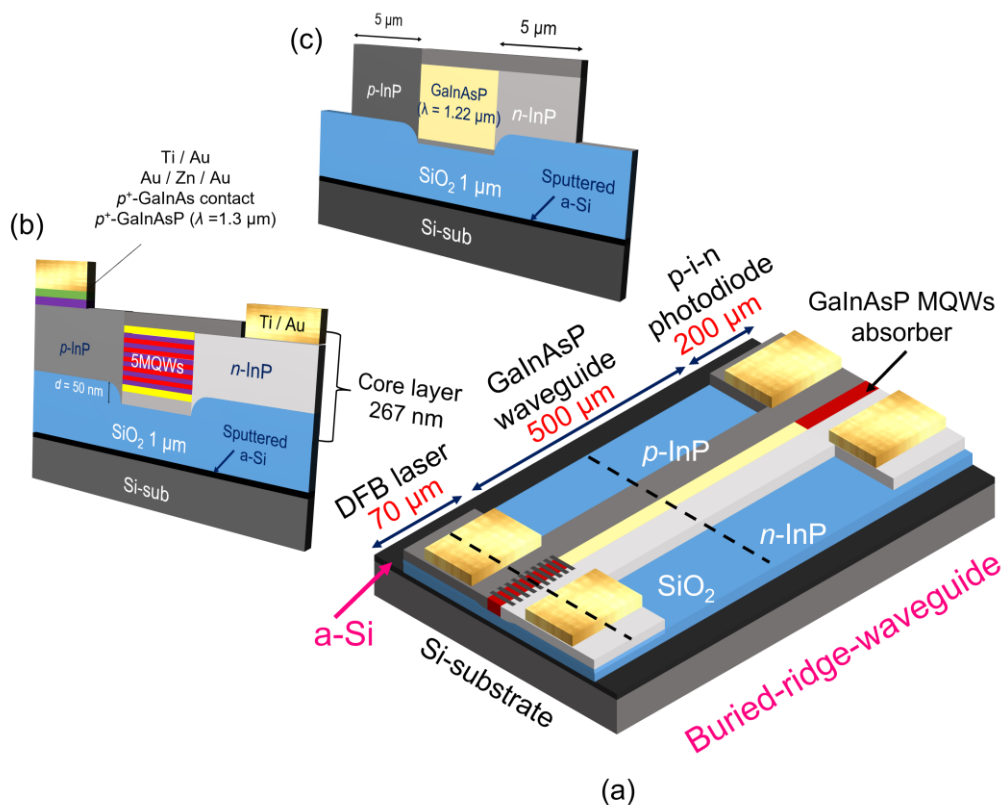 (c)
5 µm
5 µm
p-InP
GaInAsP
(λ = 1.22 µm)
n-InP
SiO2 1 µm
Sputtered
a-Si
Si-sub
Ti / Au
Au / Zn / Au
p+-GaInAs contact
p+-GaInAsP (λ =1.3 µm)
(b)
Ti / Au
p-InP
5MQWs
n-InP
d = 50 nm
Core layer
267 nm
SiO2 1 µm
Sputtered
a-Si
Si-sub
p-i-n
photodiode
200 µm
GaInAsP MQWs
absorber
GaInAsP
waveguide
500 µm
DFB laser
70 µm
p-InP
n-InP
SiO2
a-Si
Si-substrate
Buried-ridge-waveguide
(a)